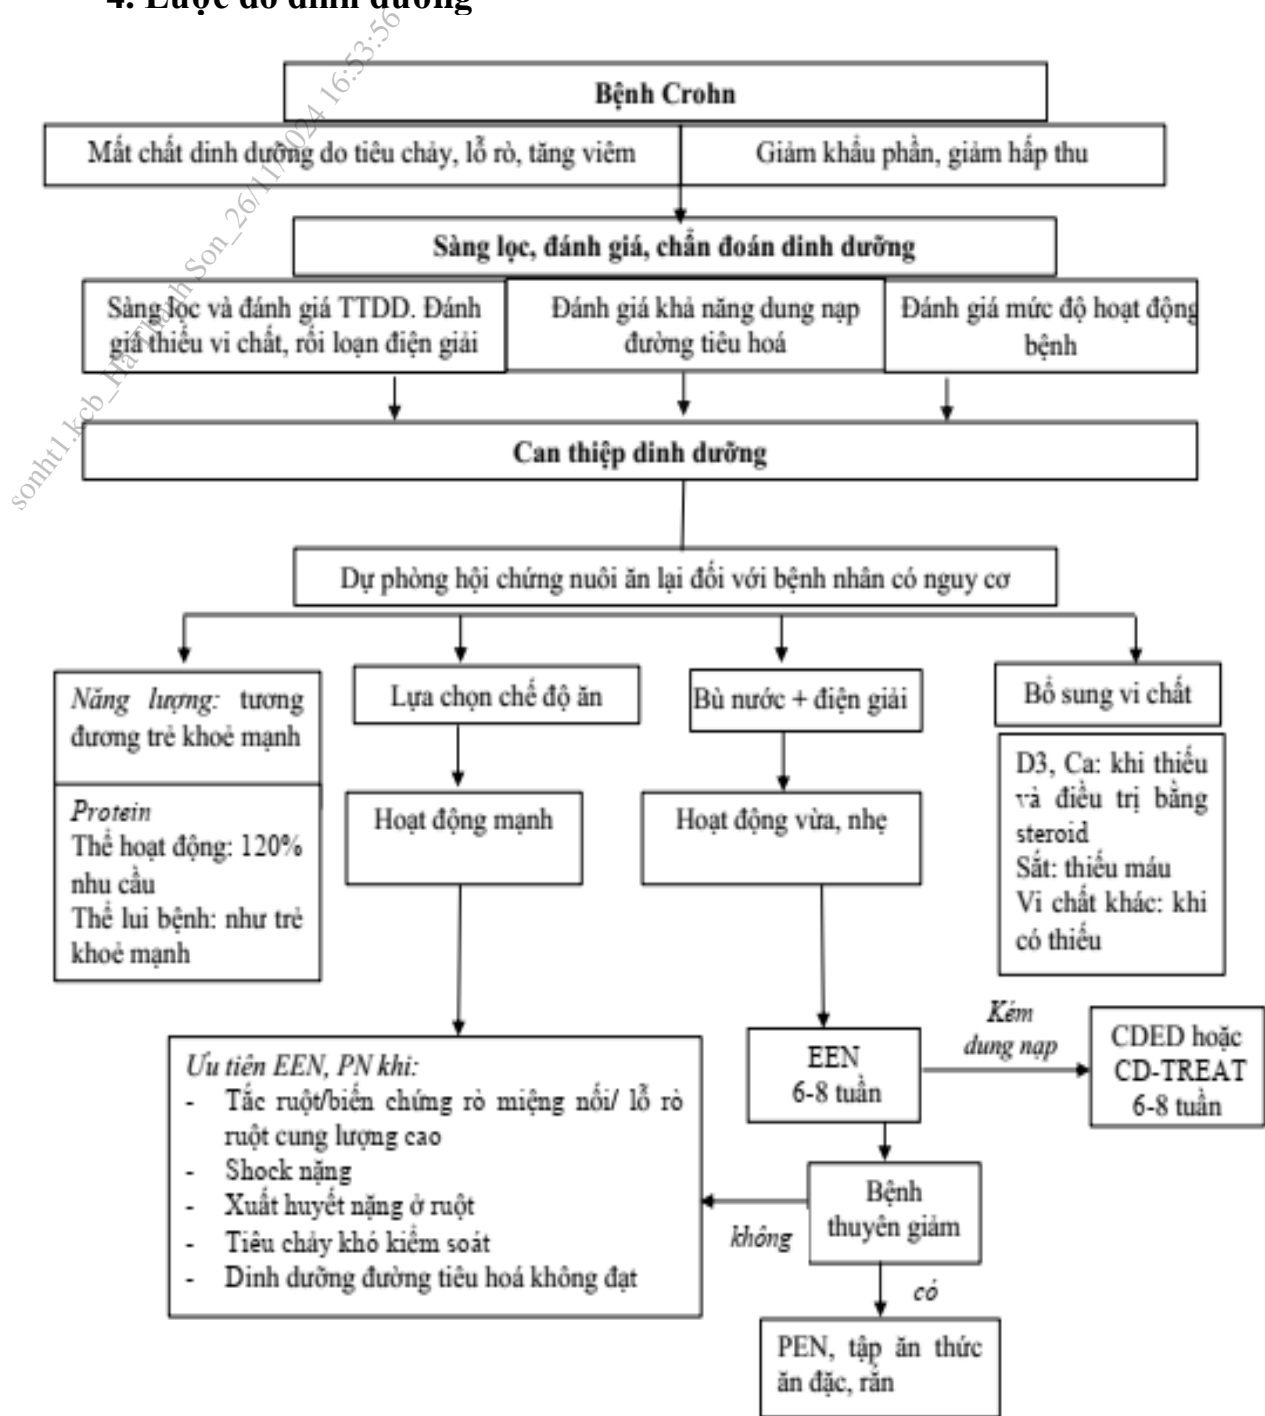 4. Lược đồ dinh dưỡng
Bệnh Crohn
Mất chất dinh dưỡng do tiêu chảy, lỗ rò, tăng viêm
Giảm khẩu phần, giảm hấp thu
Sàng lọc, đánh giá, chẩn đoán dinh dưỡng
Sàng lọc và đánh giá TTDD. Đánh
giá thiếu vi chất, rối loạn điện giải
Đánh giá khả năng dung nạp
đường tiêu hoá
Đánh giá mức độ hoạt động
bệnh
Can thiệp dinh dưỡng
Dự phòng hội chứng nuôi ăn lại đối với bệnh nhân có nguy cơ
Năng lượng: tương
đương trẻ khoẻ mạnh
Protein
Thể hoạt động: 120%
nhu cầu
Thể lui bệnh: như trẻ
khoẻ mạnh
Lựa chọn chế độ ăn
Hoạt động mạnh
Bù nước + điện giải
Hoạt động vừa, nhẹ
Bổ sung vi chất
D3, Ca: khi thiếu
và điều trị bằng
steroid
Sắt: thiếu máu
Vi chất khác: khi
có thiếu
Ưu tiên EEN, PN khi:
- Tắc ruột/biến chứng rò miệng nối/ lỗ rò
ruột cung lượng cao
- Shock nặng
- Xuất huyết nặng ở ruột
- Tiêu chảy khó kiểm soát
- Dinh dưỡng đường tiêu hoá không đạt
EEN
6-8 tuần
Kém
dung nạp
CDED hoặc
CD-TREAT
6-8 tuần
Bệnh
thuyên giảm
không
có
PEN, tập ăn thức
ăn đặc, rắn
sonht1.kcb_Ha Thanh Son_26/11/2024 16:53:56